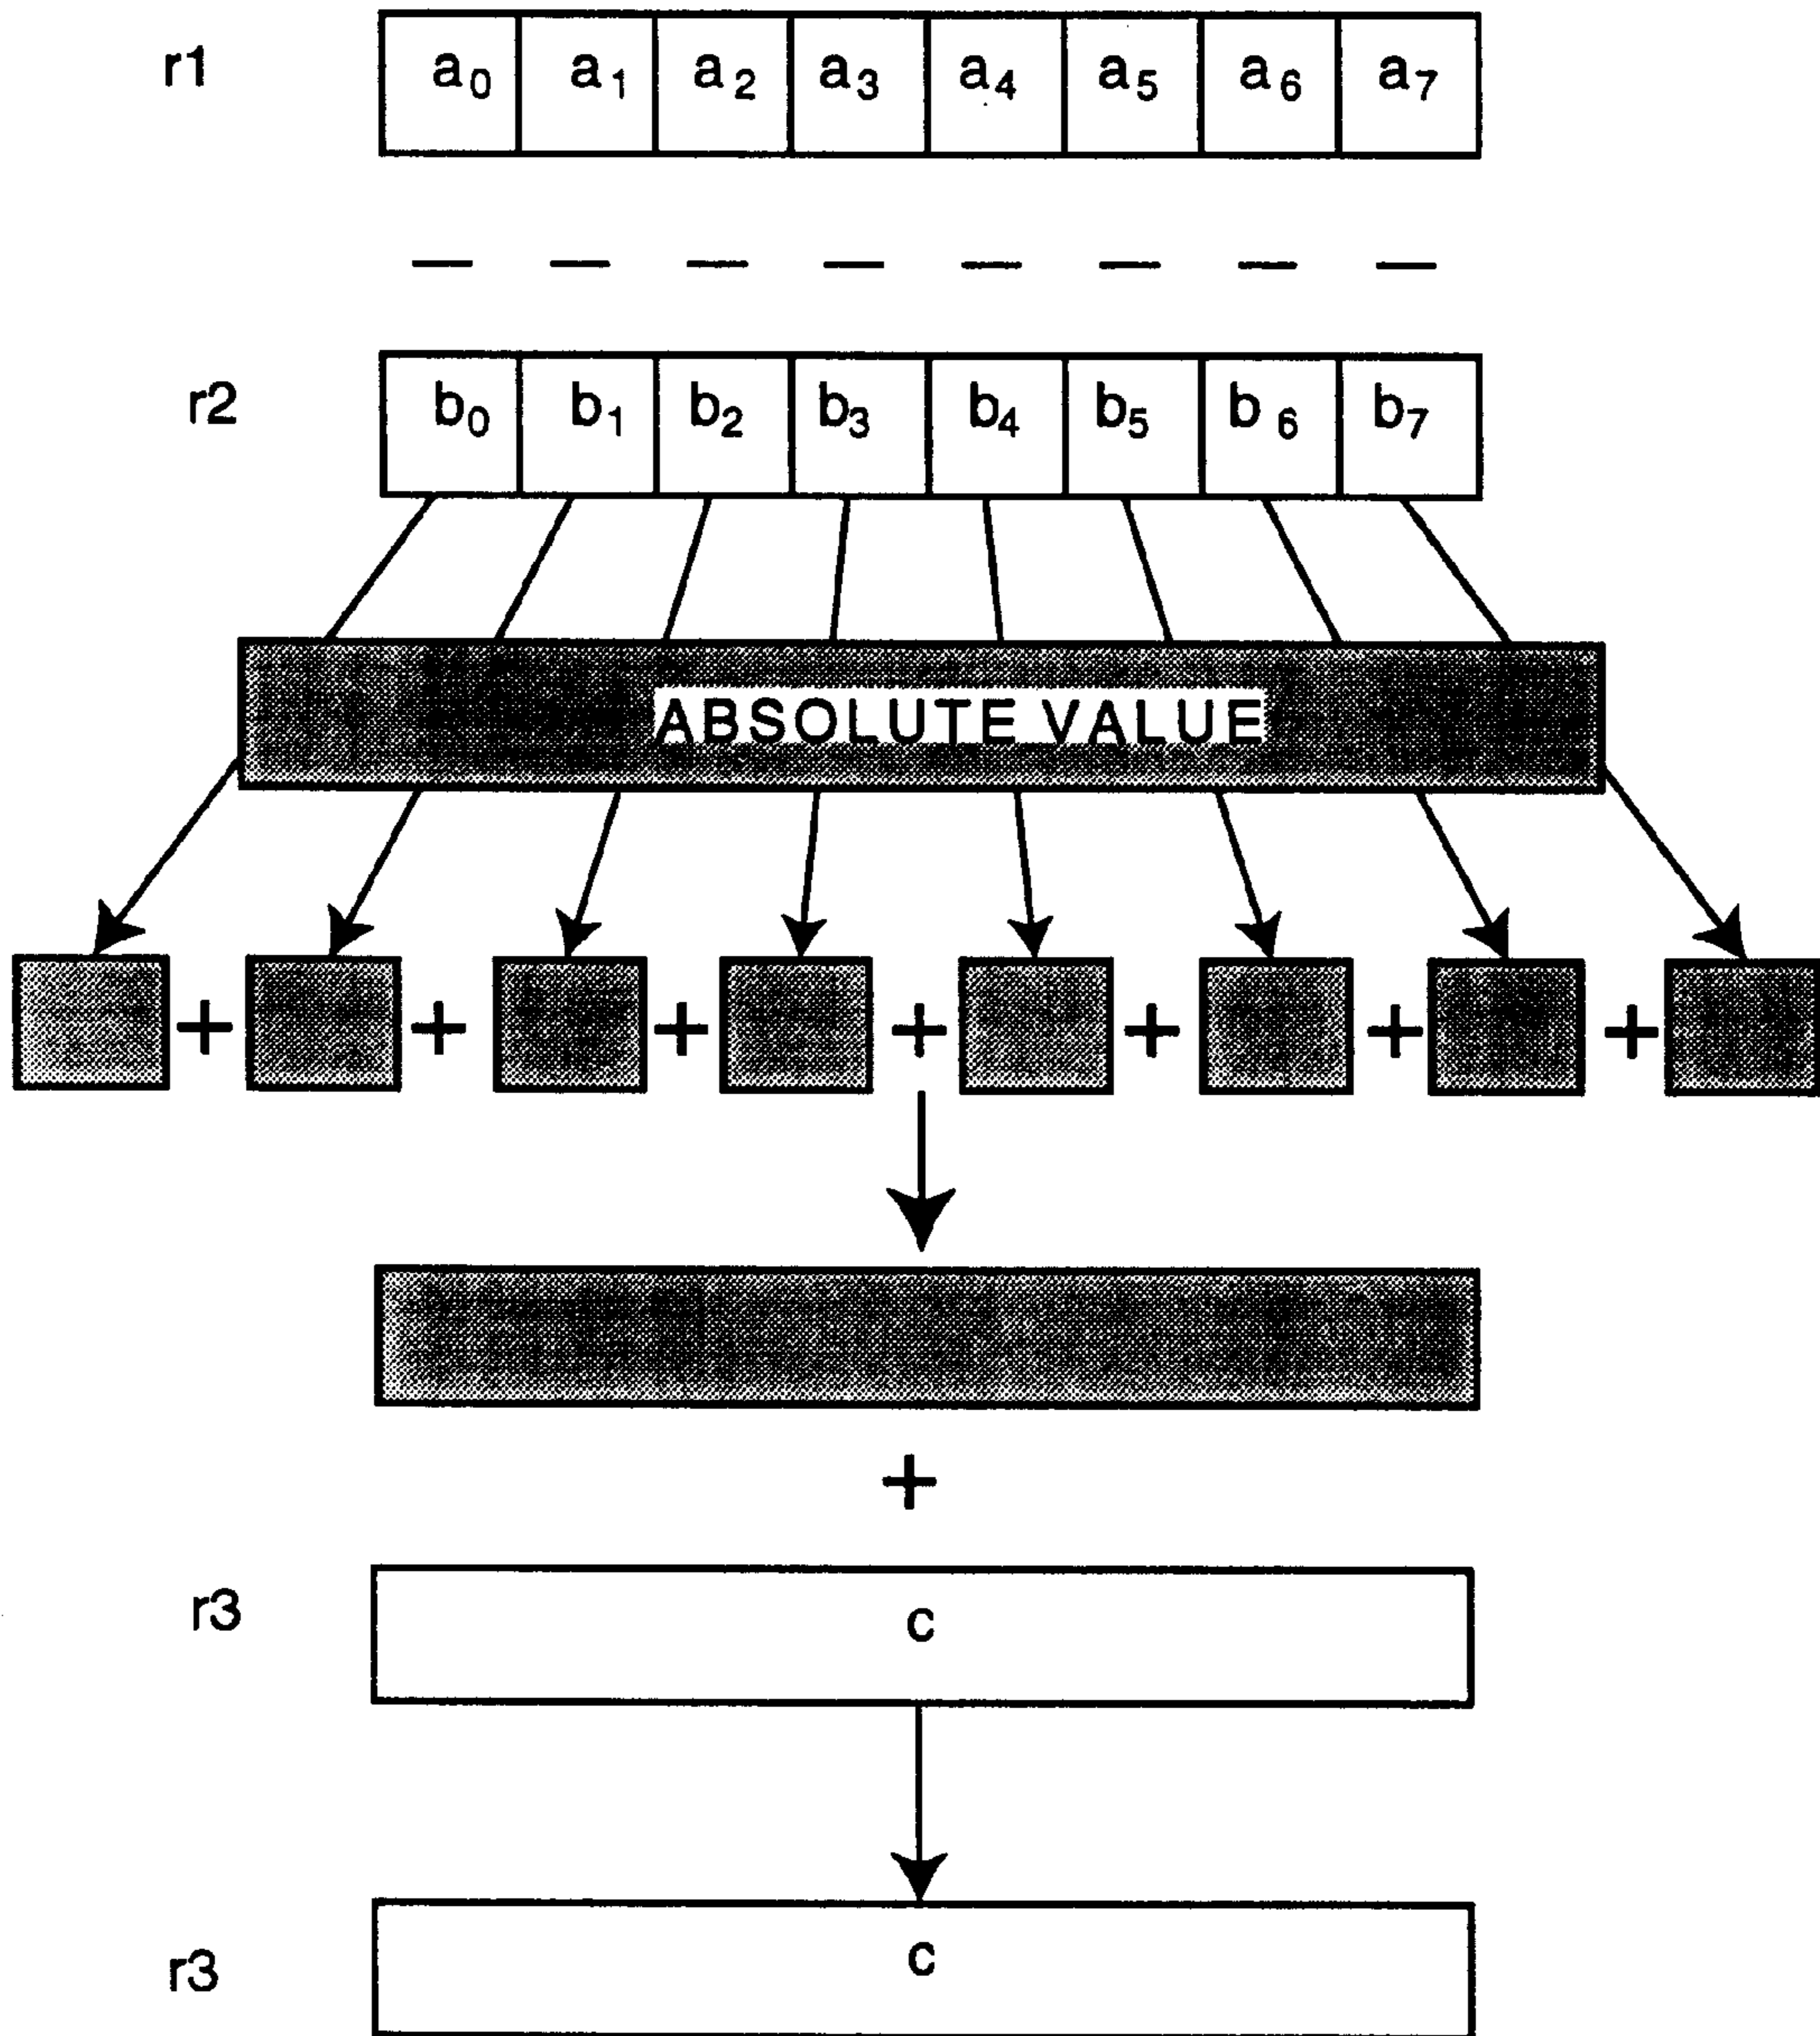 r1 a₀ a₁ a₂ a₃ a₄ a₅ a₆ a₇
— — — — — — — —
r2 b₀ b₁ b₂ b₃ b₄ b₅ b₆ b₇
ABSOLUTE VALUE
+ + + + + + +
+
r3 c
r3 c